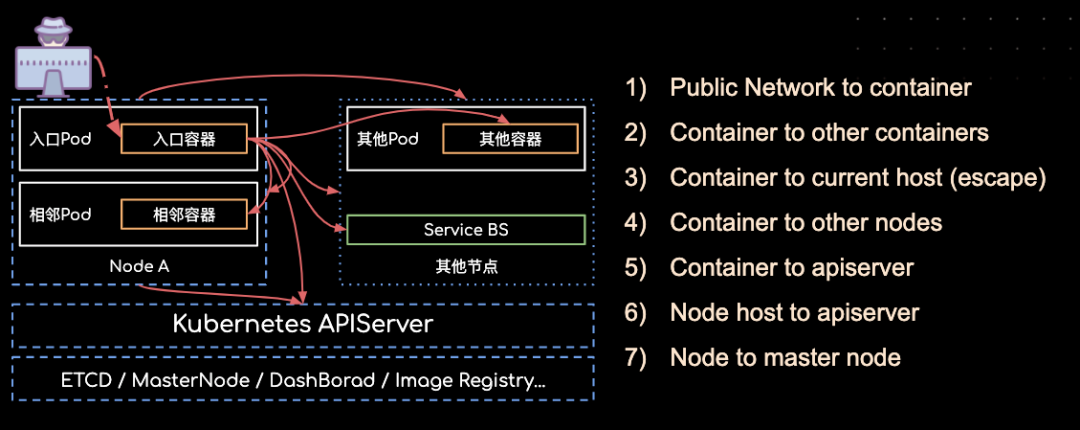 入口Pod
入口容器
相邻Pod
相邻容器
Node A
其他Pod
其他容器
Service BS
其他节点
Kubernetes APIServer
ETCD / MasterNode / DashBorad / Image Registry...
1) Public Network to container
2) Container to other containers
3) Container to current host (escape)
4) Container to other nodes
5) Container to apiserver
6) Node host to apiserver
7) Node to master node